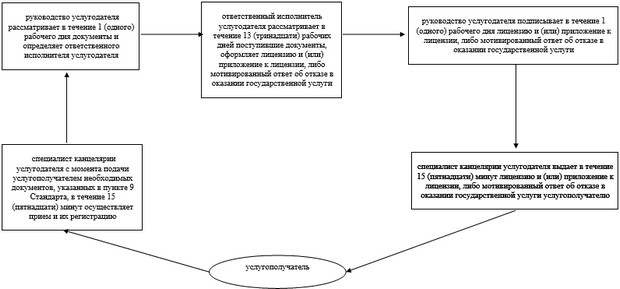 руководство услугодателя
рассматривает в течение 1 (одного)
рабочего дня документы и
определяет ответственного
исполнителя услугодателя
ответственный исполнитель
услугодателя рассматривает в
течение 13 (тринадцати) рабочих
дней поступившие документы,
оформляет лицензию и (или)
приложение к лицензии, либо
мотивированный ответ об отказе в
оказании государственной услуги
руководство услугодателя подписывает в течение 1
(одного) рабочего дня лицензию и (или) приложение к
лицензии, либо мотивированный ответ об отказе в
оказании государственной услуги
специалист канцелярии
услугодателя с момента подачи
услугополучателем необходимых
документов, указанных в пункте 9
Стандарта, в течение 15
(пятнадцати) минут осуществляет
прием и их регистрацию
специалист канцелярии услугодателя выдает в течение
15 (пятнадцати) минут лицензию и (или) приложение к
лицензии, либо мотивированный ответ об отказе в
оказании государственной услуги услугополучателю
услугополучатель